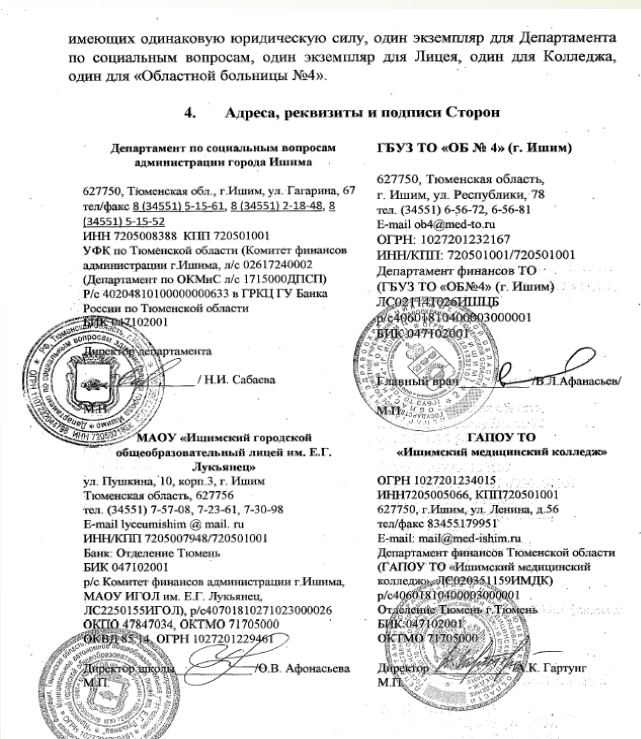 имеющих одинаковую юридическую силу, один экземпляр для Департамента
по социальным вопросам, один экземпляр для Лицея, один для Колледжа,
один для «Областной больницы №4».
4. Адреса, реквизиты и подписи Сторон
Департамент по социальным вопросам
администрации города Ишима
627750, Тюменская обл., г.Ишим, ул. Гагарина, 67
тел/факс 8 (34551) 5-15-61, 8 (34551) 2-18-48, 8
(34551) 5-15-52
ИНН 7205008388 КПП 720501001
УФК по Тюменской области (Комитет финансов
администрации г.Ишима, л/с 02617240002
(Департамент по ОКМиС л/с 1715000ДПСП)
Р/с 40204810100000000633 в ГРКЦ ГУ Банка
России по Тюменской области
БИК 047102001
Директор департамента
/ Н.И. Сабаева
М.П.
ГБУЗ ТО «ОБ № 4» (г. Ишим)
627750, Тюменская область,
г. Ишим, ул. Республики, 78
тел. (34551) 6-56-72, 6-56-81
E-mail ob4@med-to.ru
ОГРН: 1027201232167
ИНН/КПП: 720501001/720501001
Департамент финансов ТО
(ГБУЗ ТО «ОБ№4» (г. Ишим)
ЛС021141026ИШЦБ
р/с40601810400003000001
БИК 047102001
Главный врач /В.Л.Афанасьев/
М.П.
МАОУ «Ишимский городской
общеобразовательный лицей им. Е.Г.
Лукьянец»
ул. Пушкина, 10, корп.3, г. Ишим
Тюменская область, 627756
тел. (34551) 7-57-08, 7-23-61, 7-30-98
E-mail lyceumishim @ mail. ru
ИНН/КПП 7205007948/720501001
Банк: Отделение Тюмень
БИК 047102001
р/с Комитет финансов администрации г.Ишима,
МАОУ ИГОЛ им. Е.Г. Лукьянец,
ЛС2250155ИГОЛ), р/с40701810271023000026
ОКПО 47847034, ОКТМО 71705000
ОКВД 85.14, ОГРН 1027201229461
Директор школы /О.В. Афонасьева
М.П.
ГАПОУ ТО
«Ишимский медицинский колледж»
ОГРН 1027201234015
ИНН7205005066, КПП720501001
627750, г.Ишим, ул. Ленина, д.56
тел/факс 83455179951
E-mail: mail@med-ishim.ru
Департамент финансов Тюменской области
(ГАПОУ ТО «Ишимский медицинский
колледж», ЛС020351159ИМДК)
р/с40601810400003000001
Отделение Тюмень г.Тюмень
БИК 047102001
ОКТМО 71705000
Директор А.К. Гартунг
М.П.